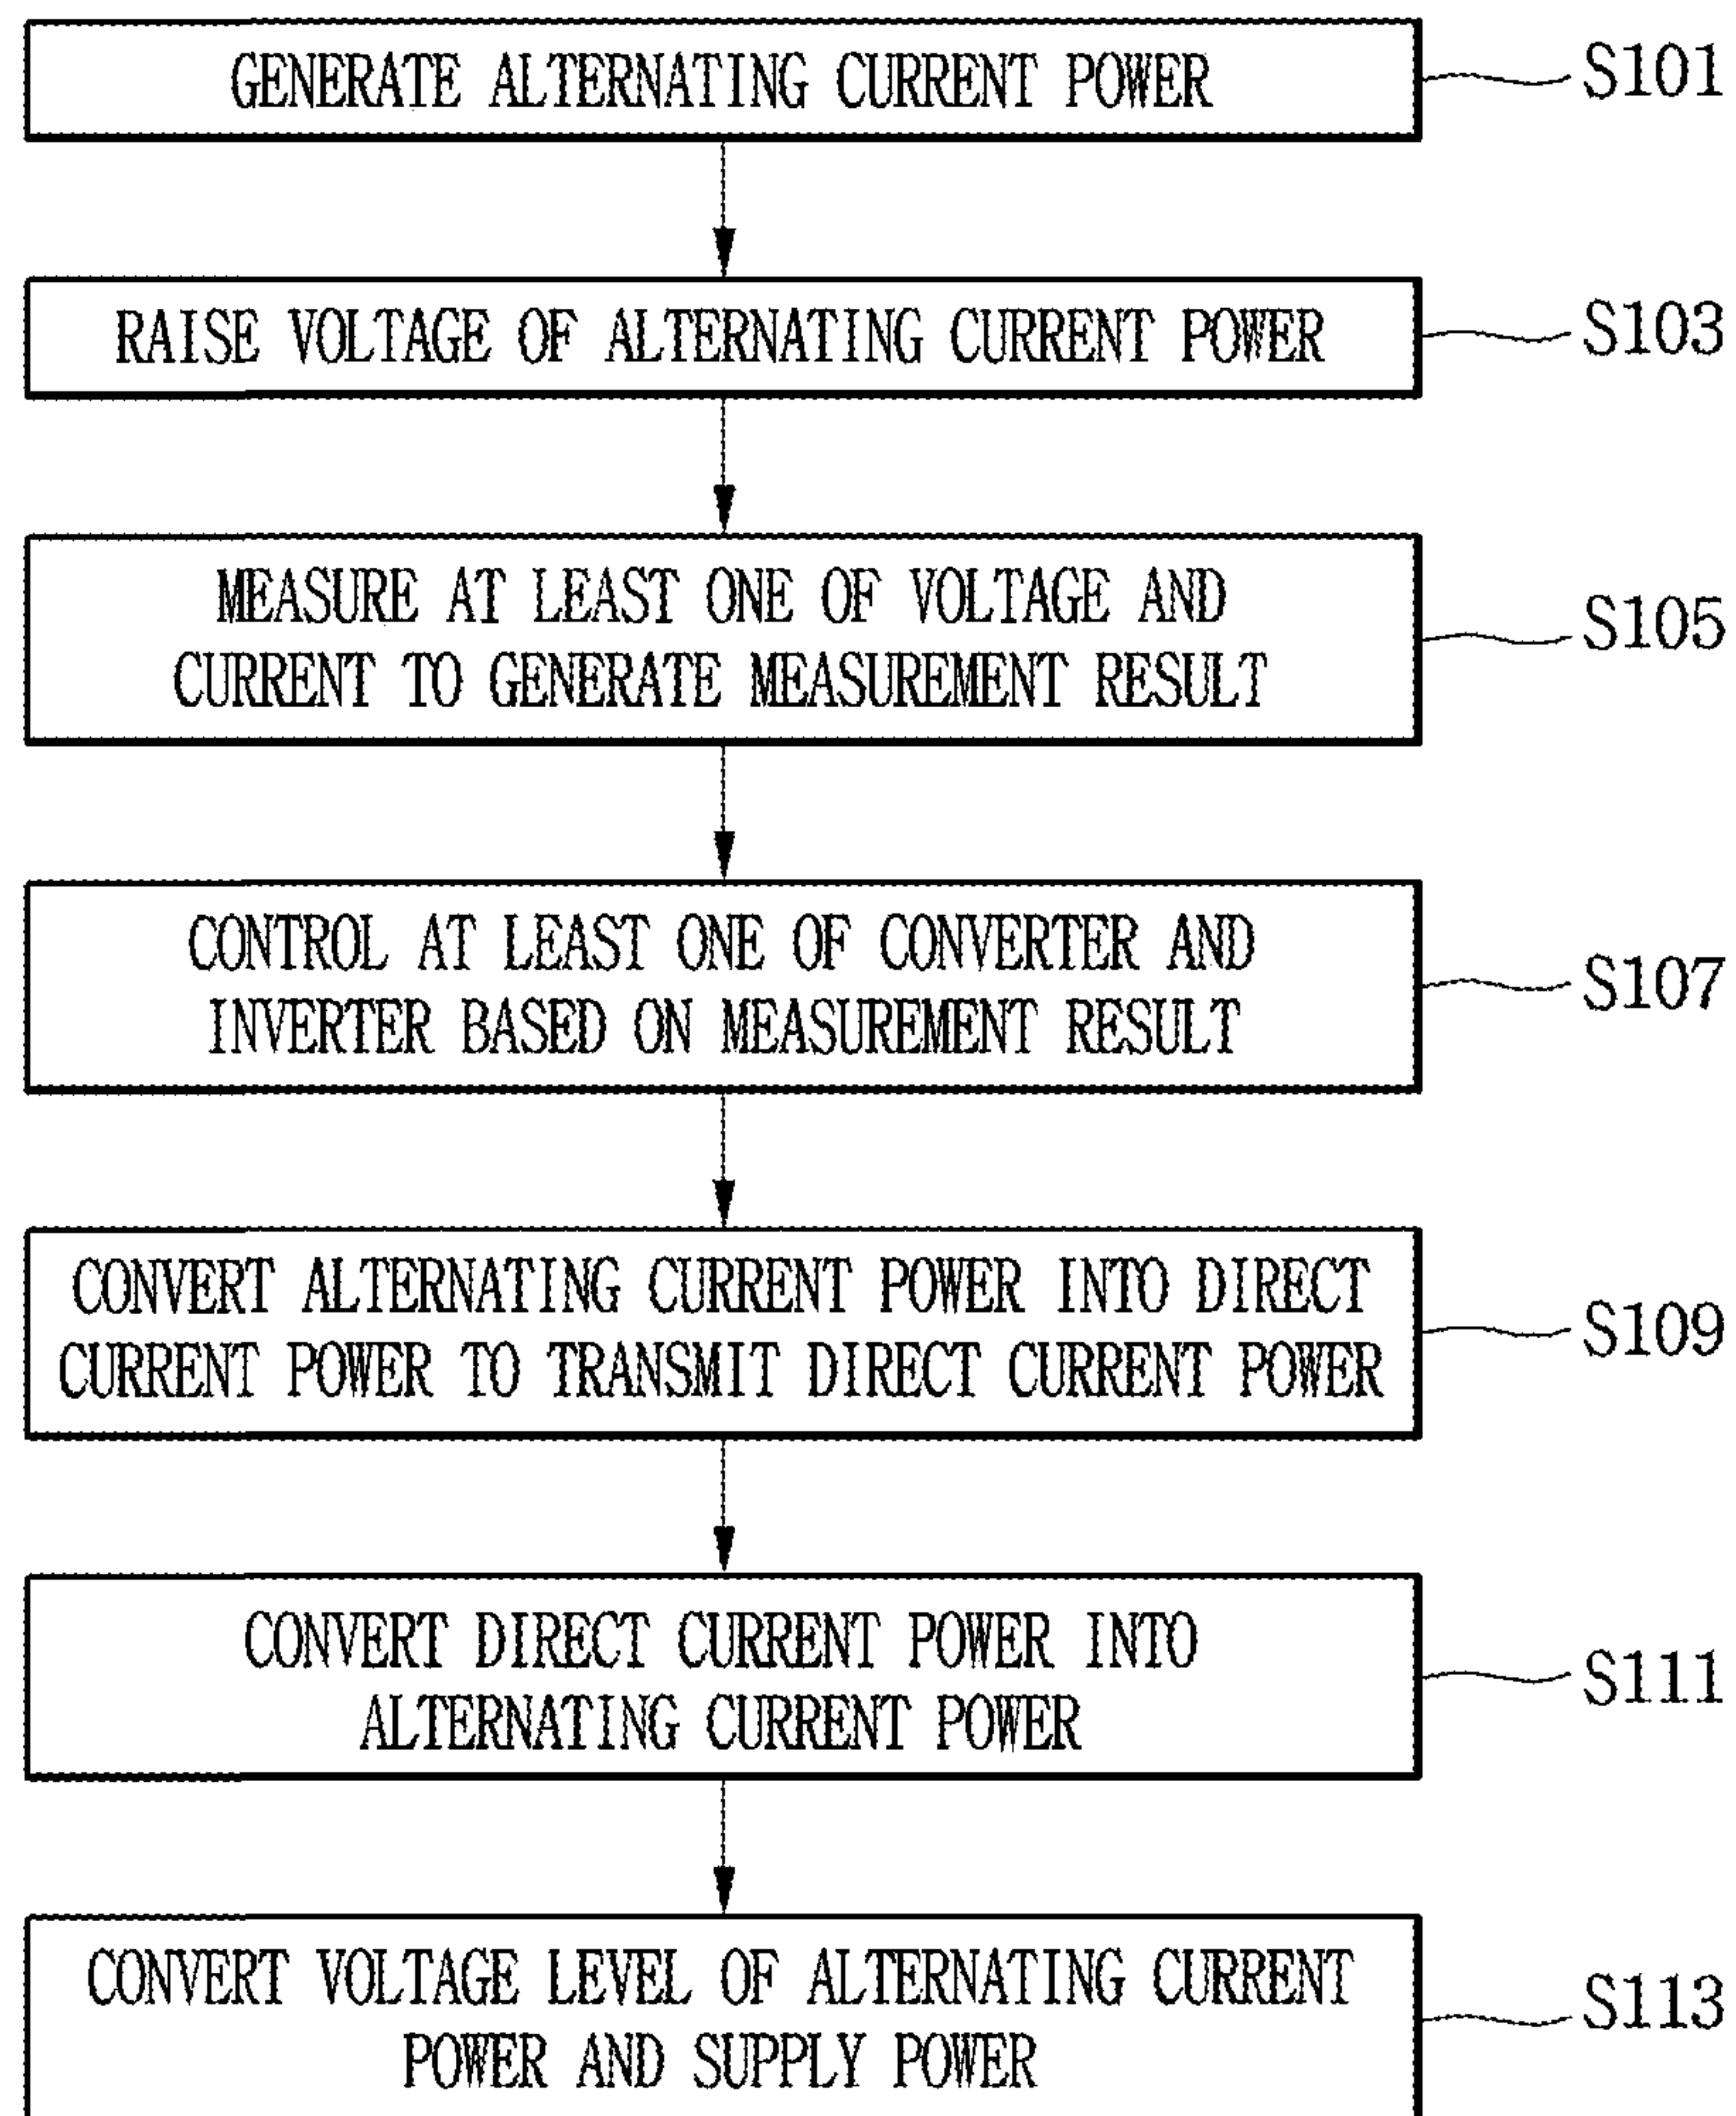 GENERATE ALTERNATING CURRENT POWER
S101
RAISE VOLTAGE OF ALTERNATING CURRENT POWER
S103
MEASURE AT LEAST ONE OF VOLTAGE AND
CURRENT TO GENERATE MEASUREMENT RESULT
S105
CONTROL AT LEAST ONE OF CONVERTER AND
INVERTER BASED ON MEASUREMENT RESULT
S107
CONVERT ALTERNATING CURRENT POWER INTO DIRECT
CURRENT POWER TO TRANSMIT DIRECT CURRENT POWER
S109
CONVERT DIRECT CURRENT POWER INTO
ALTERNATING CURRENT POWER
S111
CONVERT VOLTAGE LEVEL OF ALTERNATING CURRENT
POWER AND SUPPLY POWER
S113